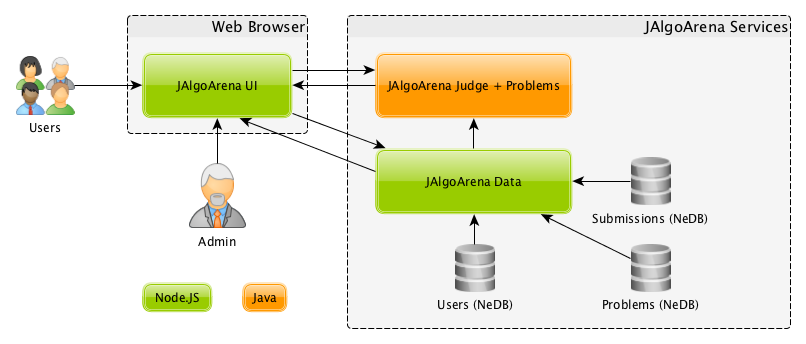 Web Browser
JAlgoArena Services
JAlgoArena UI
JAlgoArena Judge + Problems
Users
JAlgoArena Data
Submissions (NeDB)
Admin
Users (NeDB)
Problems (NeDB)
Node.JS
Java